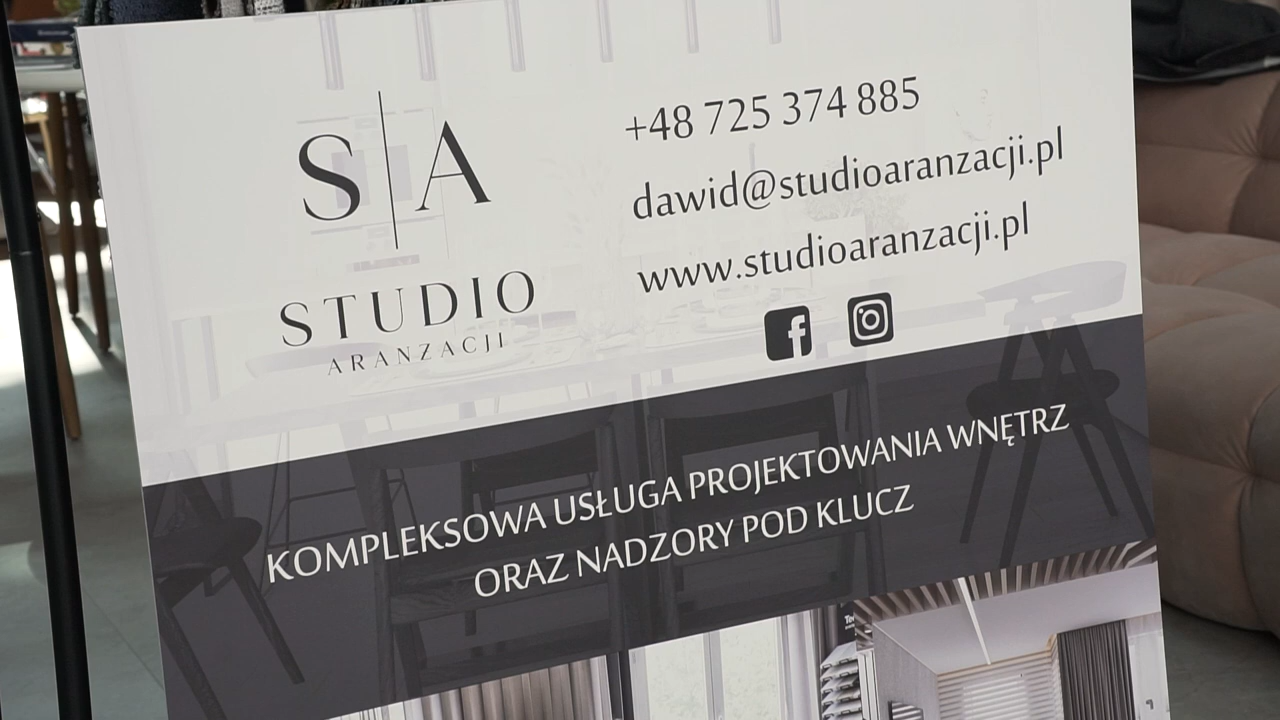 S|A
STUDIO
ARANZACJI
+48 725 374 885
dawid@studioaranzacji.pl
www.studioaranzacji.pl
KOMPLEKSOWA USŁUGA PROJEKTOWANIA WNĘTRZ
ORAZ NADZORY POD KLUCZ